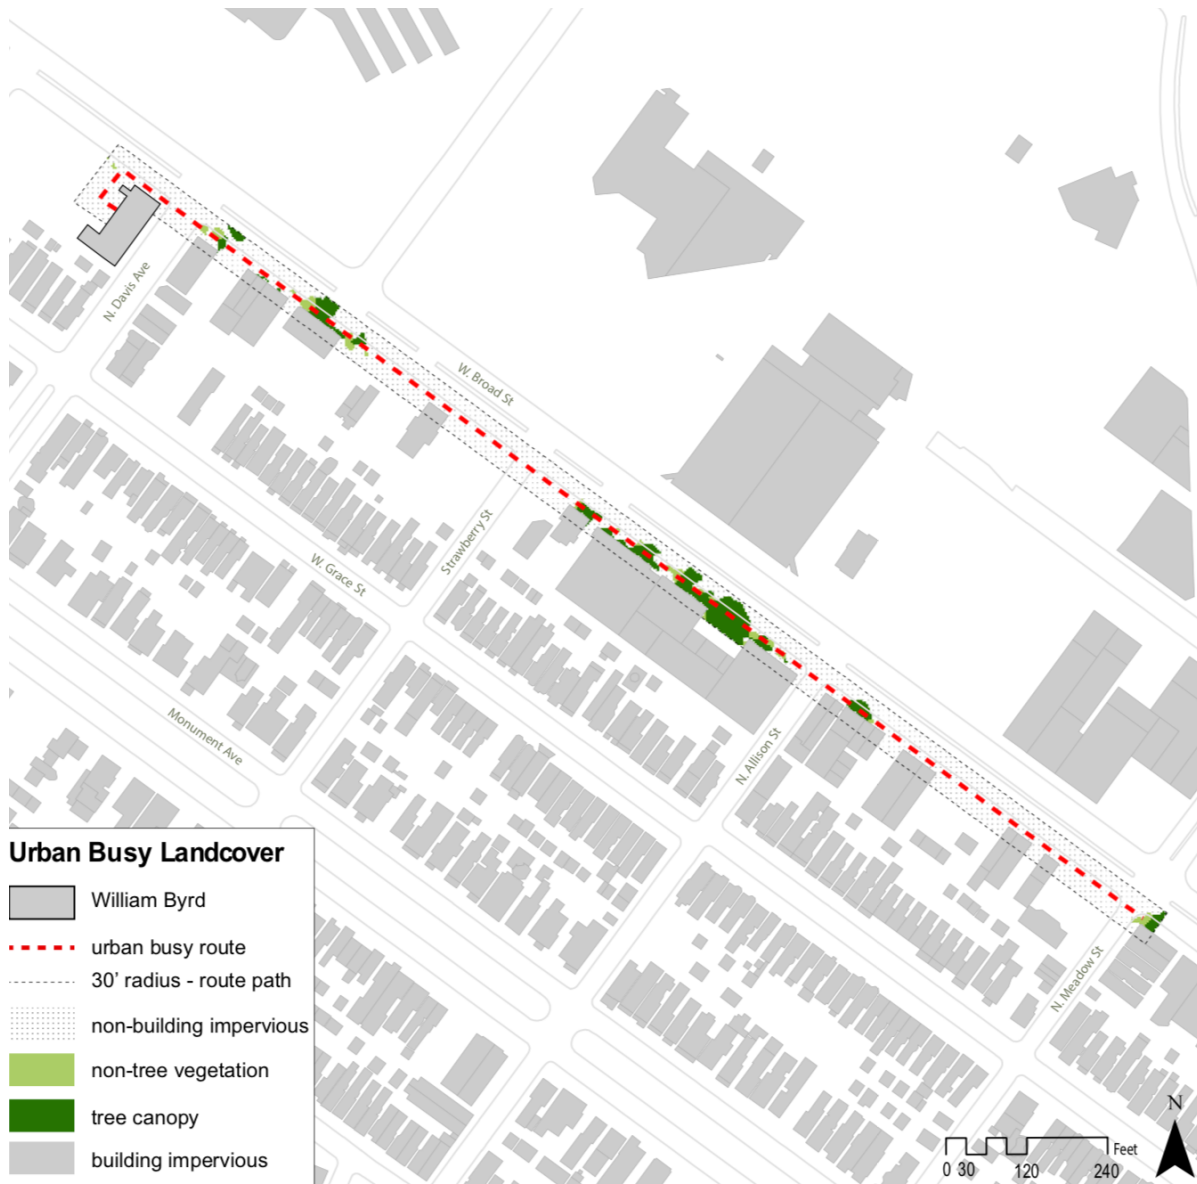 N. Davis Ave
W. Broad St
Strawberry St
W. Grace St
Monument Ave
N. Allison St
N. Meadow St
Urban Busy Landcover
William Byrd
urban busy route
30' radius - route path
non-building impervious
non-tree vegetation
tree canopy
building impervious
N
Feet
0 30 120 240